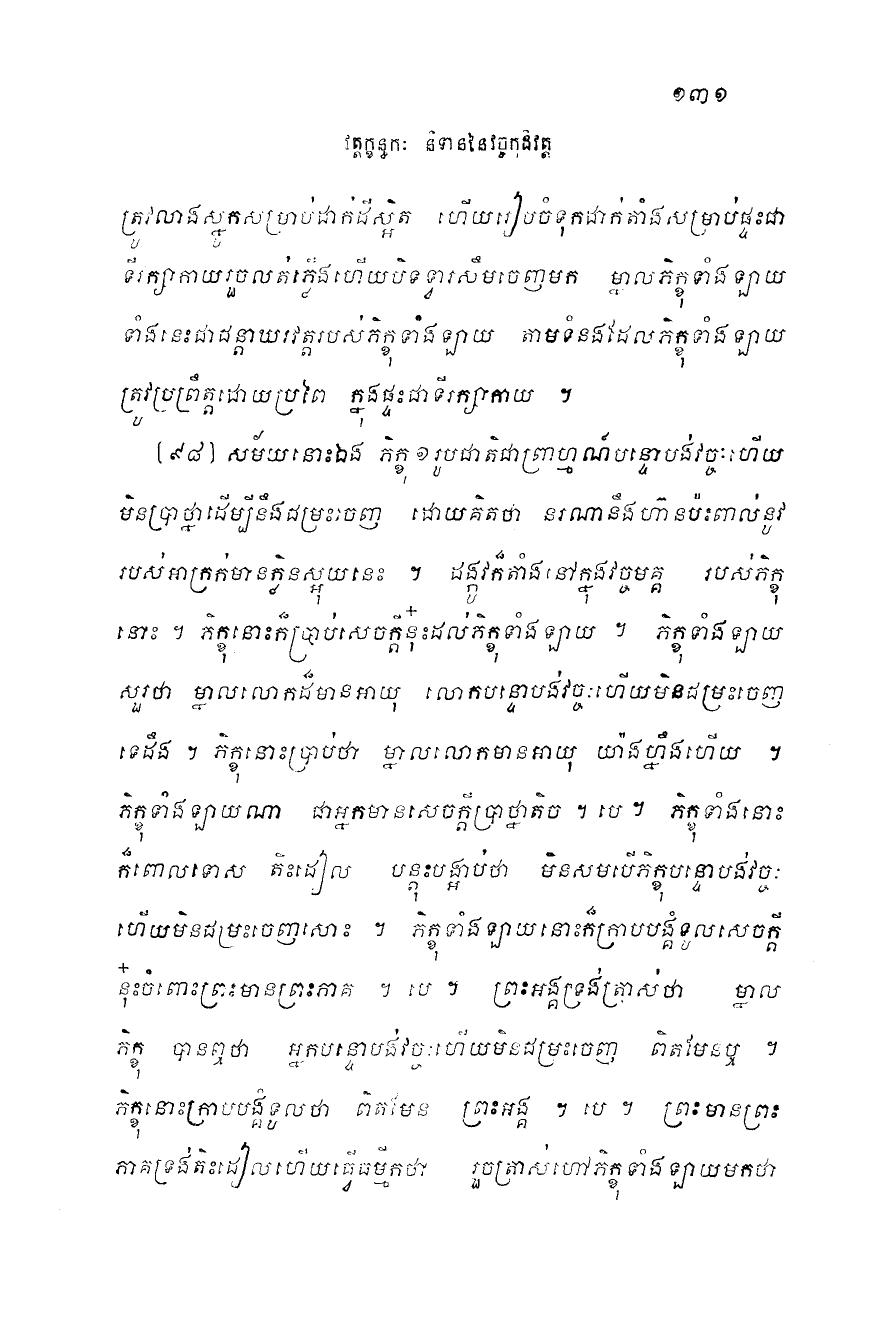 ១៣១
វត្តក្ខន្ធកៈ និទាននៃវច្ចកុដិវត្ត
ត្រូវលាងស្នូកសម្រាប់ដាក់ដីស្អិត ហើយរៀបចំទុកដាក់តាំងសម្រាប់ផ្ទះជា
ទីរក្សាកាយរួចលត់ភ្លើងហើយបិទទ្វារសឹមចេញមក ម្នាលភិក្ខុទាំងឡាយ
ទាំងនេះជាជន្តាឃរវត្តរបស់ភិក្ខុទាំងឡាយ តាមទំនងដែលភិក្ខុទាំងឡាយ
ត្រូវប្រព្រឹត្តដោយប្រពៃ ក្នុងផ្ទះជាទីរក្សាកាយ ។
(៩៨) សម័យនោះឯង ភិក្ខុ១រូបជាតិជាព្រាហ្មណ៍បន្ទោបង់វច្ចៈហើយ
មិនប្រាថ្នាដើម្បីនឹងជម្រះចេញ ដោយគិតថា នរណានឹងហ៊ានប៉ះពាល់នូវ
របស់អាក្រក់មានក្លិនស្អុយនេះ ។ ដង្កូវក៏តាំងនៅក្នុងវច្ចមគ្គ របស់ភិក្ខុ
នោះ ។ ភិក្ខុនោះក៏ប្រាប់សេចក្តីនុ៎ះដល់ភិក្ខុទាំងឡាយ ។ ភិក្ខុទាំងឡាយ
សួរថា ម្នាលលោកដ៏មានអាយុ លោកបន្ទោបង់វច្ចៈហើយមិនជម្រះចេញ
ទេដឹង ។ ភិក្ខុនោះប្រាប់ថា ម្នាលលោកមានអាយុ យ៉ាងហ្នឹងហើយ ។
ភិក្ខុទាំងឡាយណា ជាអ្នកមានសេចក្តីប្រាថ្នាតិច ។ បេ ។ ភិក្ខុទាំងនោះ
ក៏ពោលទោស តិះដៀល បន្តុះបង្អាប់ថា មិនសមបើភិក្ខុបន្ទោបង់វច្ចៈ
ហើយមិនជម្រះចេញសោះ ។ ភិក្ខុទាំងឡាយនោះក៏ក្រាបបង្គំទូលសេចក្តី
នុ៎ះចំពោះព្រះមានព្រះភាគ ។ បេ ។ ព្រះអង្គទ្រង់ត្រាស់ថា ម្នាល
ភិក្ខុ បានឮថា អ្នកបន្ទោបង់វច្ចៈហើយមិនជម្រះចេញ ពិតមែនឬ ។
ភិក្ខុនោះក្រាបបង្គំទូលថា ពិតមែន ព្រះអង្គ ។ បេ ។ ព្រះមានព្រះ
ភាគទ្រង់តិះដៀលហើយធ្វើធម្មីកថា រួចត្រាស់ហៅភិក្ខុទាំងឡាយមកថា